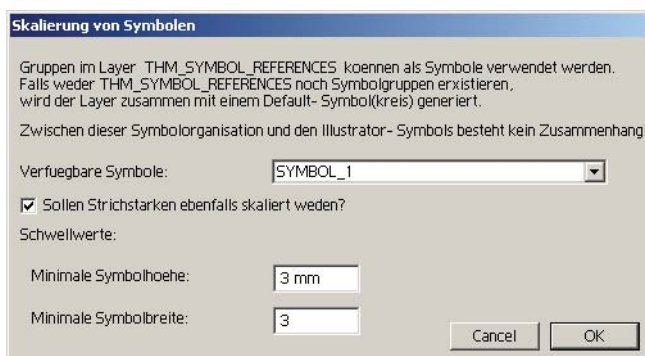 Skalierung von Symbolen
Gruppen im Layer THM_SYMBOL_REFERENCES koennen als Symbole verwendet werden.
Falls weder THM_SYMBOL_REFERENCES noch Symbolgruppen erxistieren,
wird der Layer zusammen mit einem Default- Symbol(kreis) generiert.
Zwischen dieser Symbolorganisation und den Illustrator- Symbols besteht kein Zusammenhang
Verfuegbare Symbole: SYMBOL_1
Sollen Strichstarken ebenfalls skaliert weden?
Schwellwerte:
Minimale Symbolhoehe: 3 mm
Minimale Symbolbreite: 3
Cancel OK